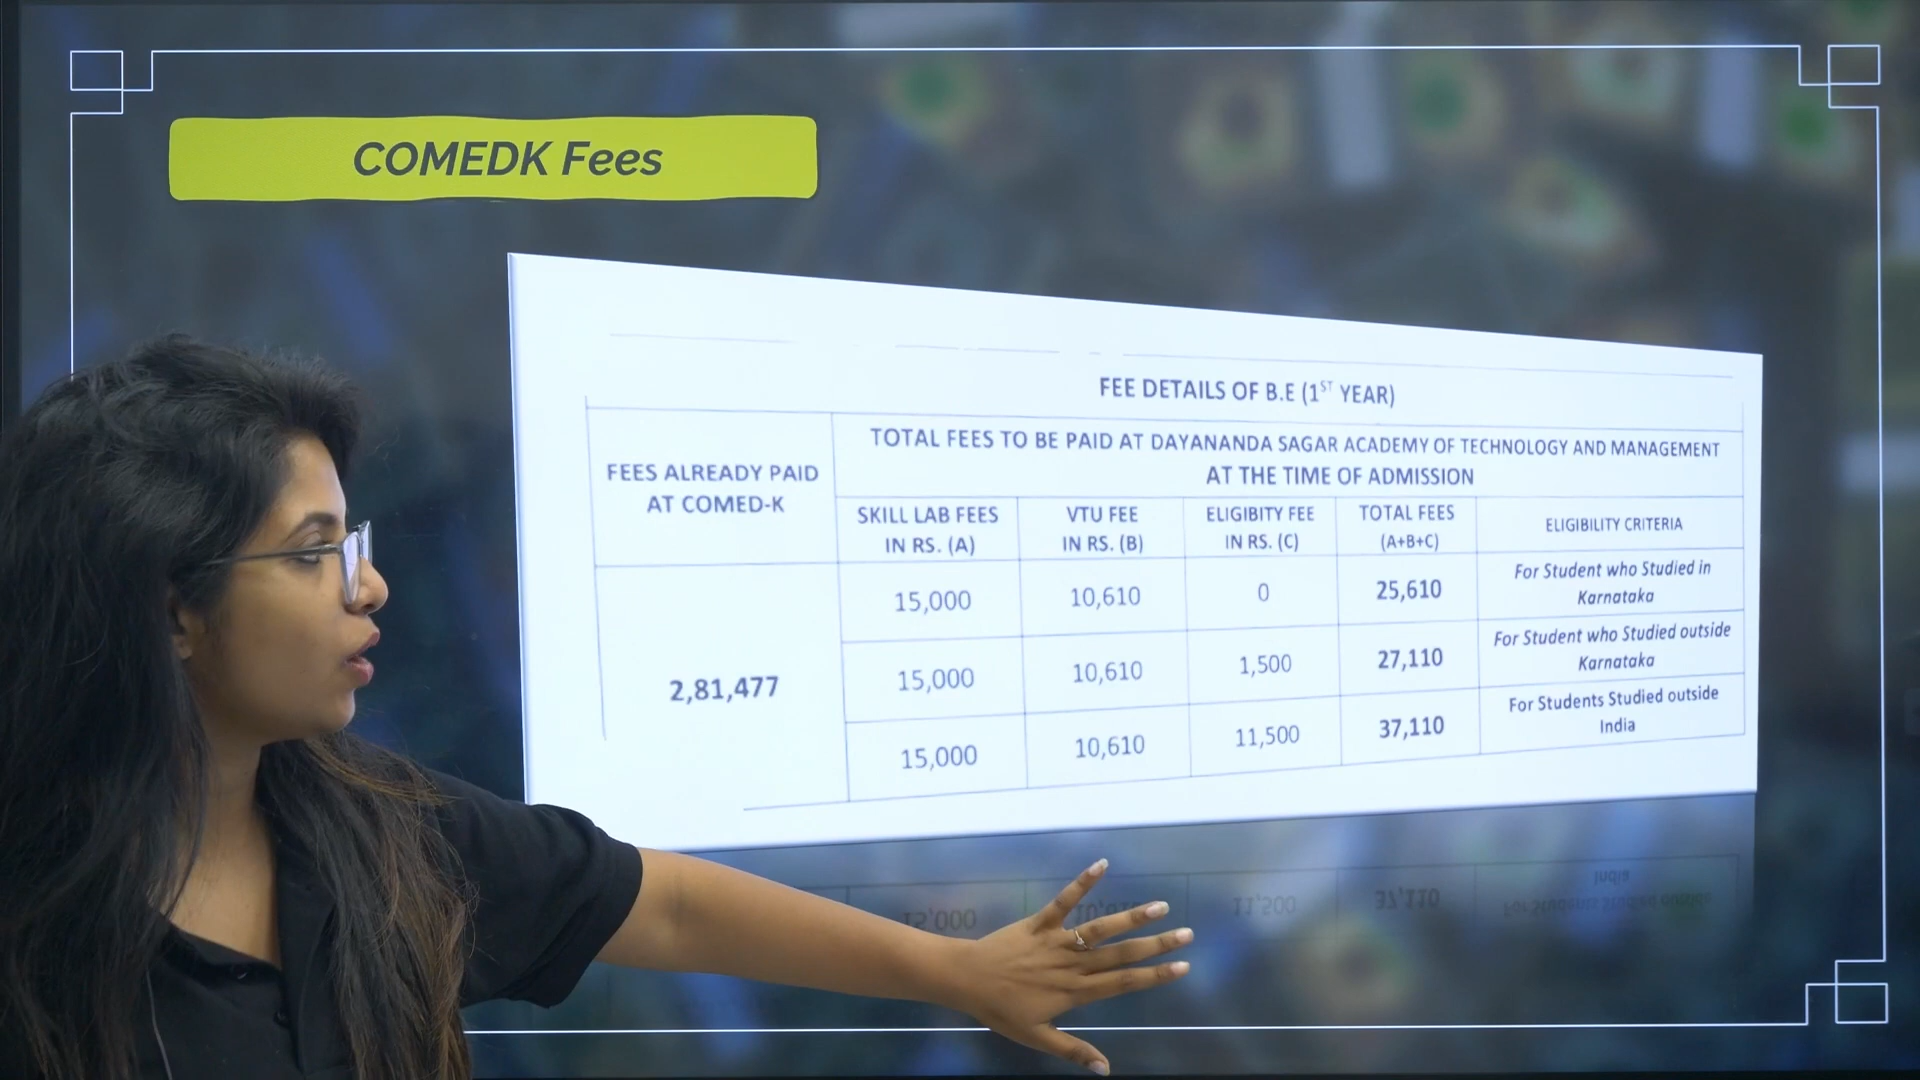 COMEDK Fees
FEE DETAILS OF B.E (1ST YEAR)
FEES ALREADY PAID
AT COMED-K
TOTAL FEES TO BE PAID AT DAYANANDA SAGAR ACADEMY OF TECHNOLOGY AND MANAGEMENT
AT THE TIME OF ADMISSION
SKILL LAB FEES
IN RS. (A)
VTU FEE
IN RS. (B)
ELIGIBITY FEE
IN RS. (C)
TOTAL FEES
(A+B+C)
ELIGIBILITY CRITERIA
2,81,477
15,000
10,610
0
25,610
For Student who Studied in
Karnataka
15,000
10,610
1,500
27,110
For Student who Studied outside
Karnataka
15,000
10,610
11,500
37,110
For Students Studied outside
India